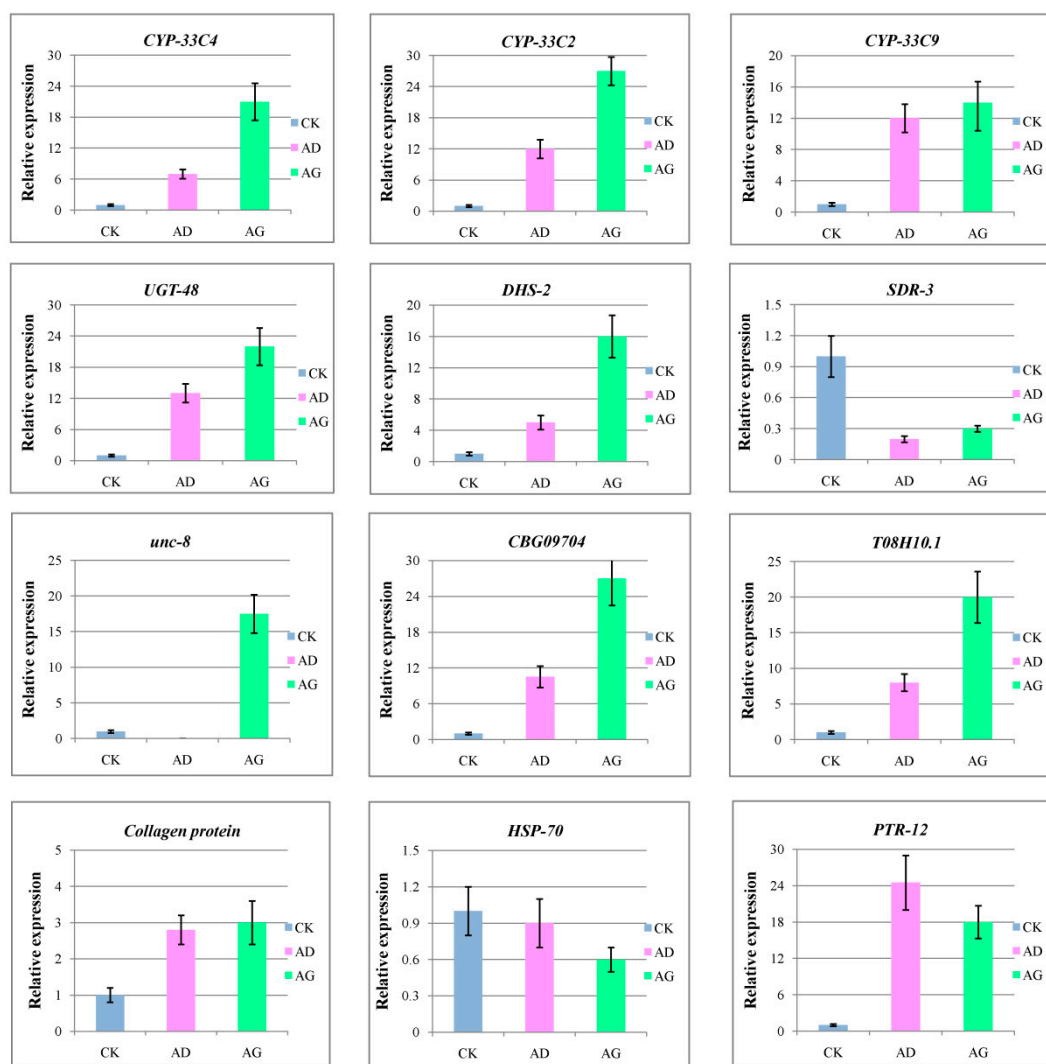 CYP-33C4
Relative expression
30
24
18
12
6
0
CK
AD
AG
CK
AD
AG
CYP-33C2
Relative expression
30
24
18
12
6
0
CK
AD
AG
CK
AD
AG
CYP-33C9
Relative expression
20
16
12
8
4
0
CK
AD
AG
CK
AD
AG
UGT-48
Relative expression
30
24
18
12
6
0
CK
AD
AG
CK
AD
AG
DHS-2
Relative expression
20
16
12
8
4
0
CK
AD
AG
CK
AD
AG
SDR-3
Relative expression
1.5
1.2
0.9
0.6
0.3
0
CK
AD
AG
CK
AD
AG
unc-8
Relative expression
25
20
15
10
5
0
CK
AD
AG
CK
AD
AG
CBG09704
Relative expression
30
24
18
12
6
0
CK
AD
AG
CK
AD
AG
T08H10.1
Relative expression
25
20
15
10
5
0
CK
AD
AG
CK
AD
AG
Collagen protein
Relative expression
5
4
3
2
1
0
CK
AD
AG
CK
AD
AG
HSP-70
Relative expression
1.5
1.2
0.9
0.6
0.3
0
CK
AD
AG
CK
AD
AG
PTR-12
Relative expression
30
24
18
12
6
0
CK
AD
AG
CK
AD
AG